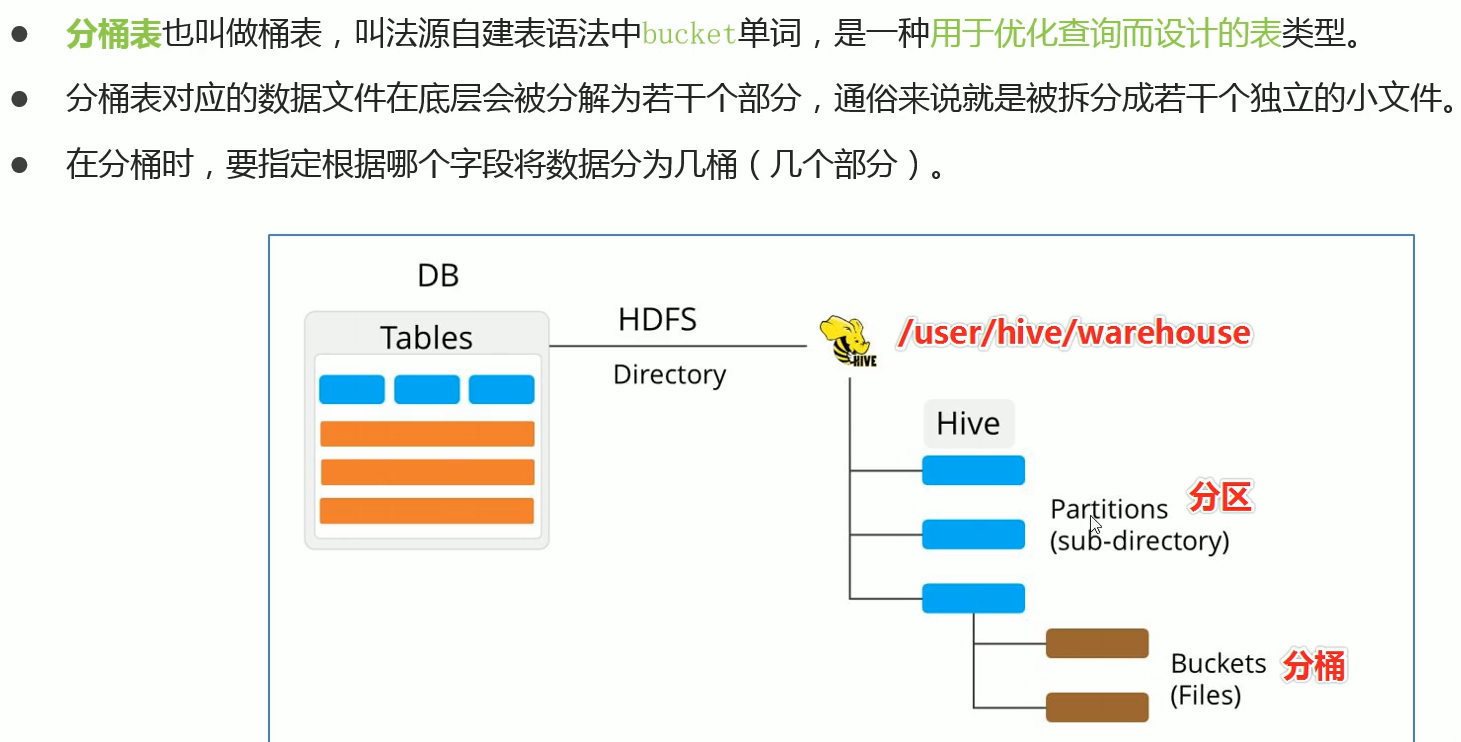 分桶表也叫做桶表，叫法源自建表语法中bucket单词，是一种用于优化查询而设计的表类型。
分桶表对应的数据文件在底层会被分解为若干个部分，通俗来说就是被拆分成若干个独立的小文件。
在分桶时，要指定根据哪个字段将数据分为几桶（几个部分）。
DB
Tables
HDFS
Directory
HIVE
/user/hive/warehouse
Hive
Partitions 分区
(sub-directory)
Buckets 分桶
(Files)